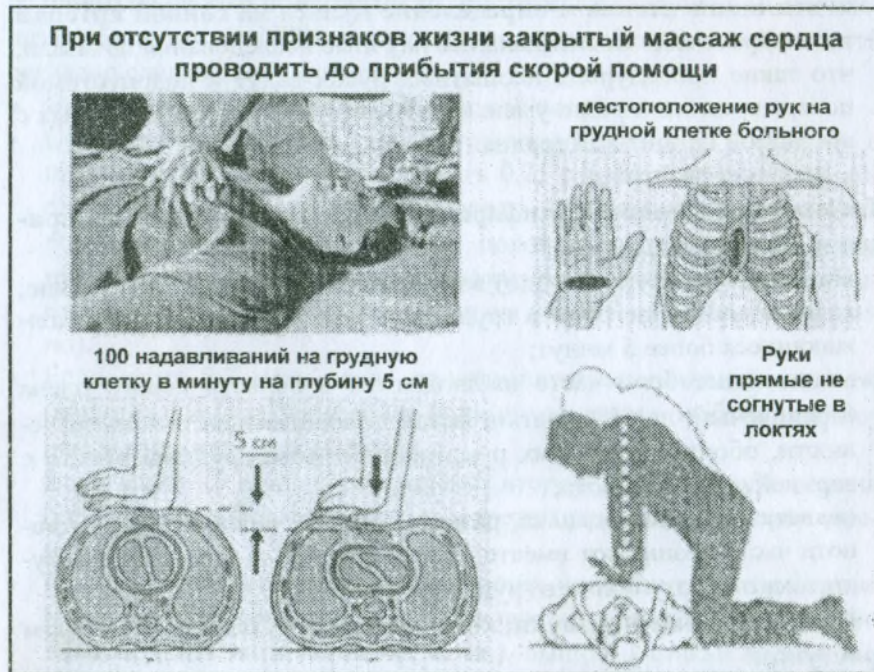 При отсутствии признаков жизни закрытый массаж сердца
проводить до прибытия скорой помощи
местоположение рук на
грудной клетке больного
100 надавливаний на грудную
клетку в минуту на глубину 5 см
Руки
прямые не
согнутые в
локтях
5 см